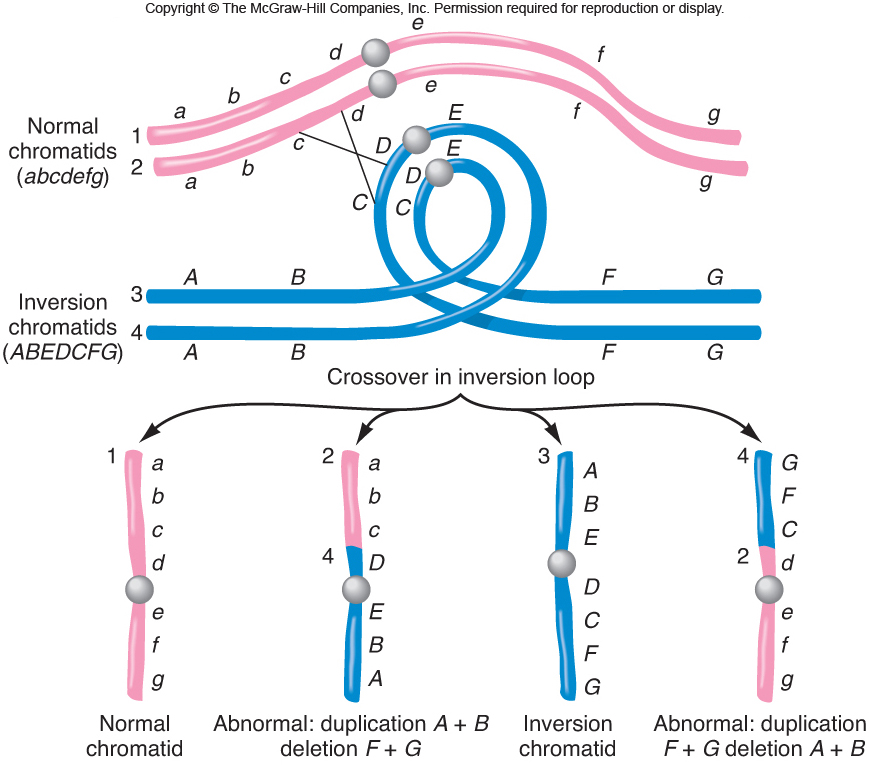 Copyright © The McGraw-Hill Companies, Inc. Permission required for reproduction or display.
e
d
f
c
b
a
g
Normal
chromatids
(abcdefg)
1
2
e
d
f
c
b
a
g
E
D
E
D
C
C
A B F G
3
Inversion
chromatids
(ABEDCFG)
4
A B F G
Crossover in inversion loop
1
a
b
c
d
e
f
g
Normal
chromatid
2
a
b
c
4
D
E
B
A
Abnormal: duplication A + B
deletion F + G
3
A
B
E
D
C
F
G
Inversion
chromatid
4
G
F
C
2
d
e
f
g
Abnormal: duplication
F + G deletion A + B